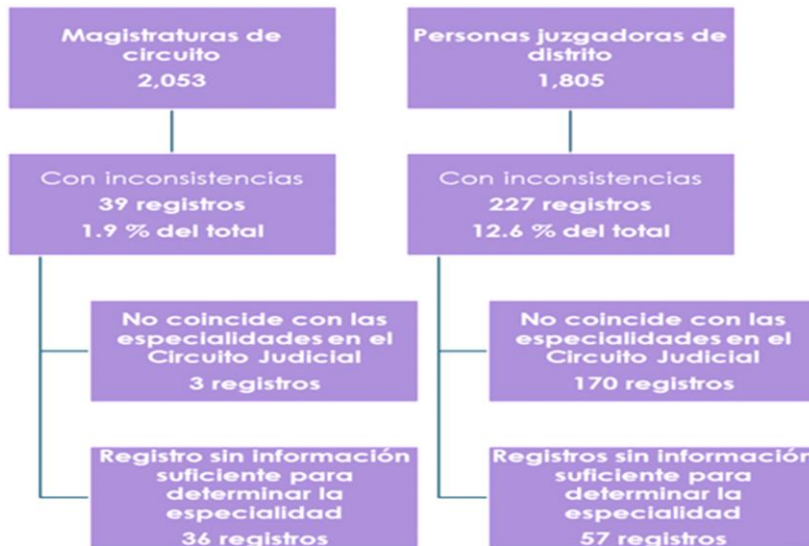 Magistraturas de
circuito
2,053
Con inconsistencias
39 registros
1.9 % del total
No coincide con las
especialidades en el
Circuito Judicial
3 registros
Registro sin información
suficiente para
determinar la
especialidad
36 registros
Personas juzgadoras de
distrito
1,805
Con inconsistencias
227 registros
12.6 % del total
No coincide con las
especialidades en el
Circuito Judicial
170 registros
Registros sin información
suficiente para
determinar la
especialidad
57 registros